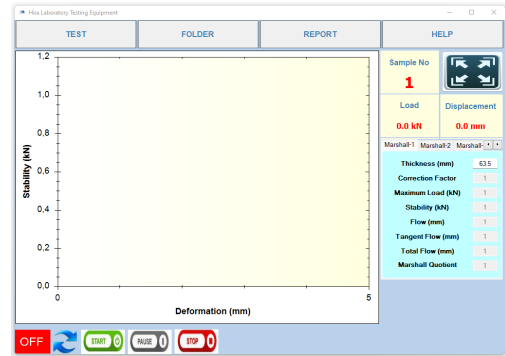 Hira Laboratory Testing Equipment
TEST FOLDER REPORT HELP
Sample No
1
Load Displacement
0.0 kN 0.0 mm
Marshall-1 Marshall-2 Marshall-
Thickness (mm) 63.5
Correction Factor 1
Maximum Load (kN) 1
Stability (kN) 1
Flow (mm) 1
Tangent Flow (mm) 1
Total Flow (mm) 1
Marshall Quotient 1
Stability (kN)
1,2
1,0
0,8
0,6
0,4
0,2
0,0
0 5
Deformation (mm)
OFF START PAUSE STOP